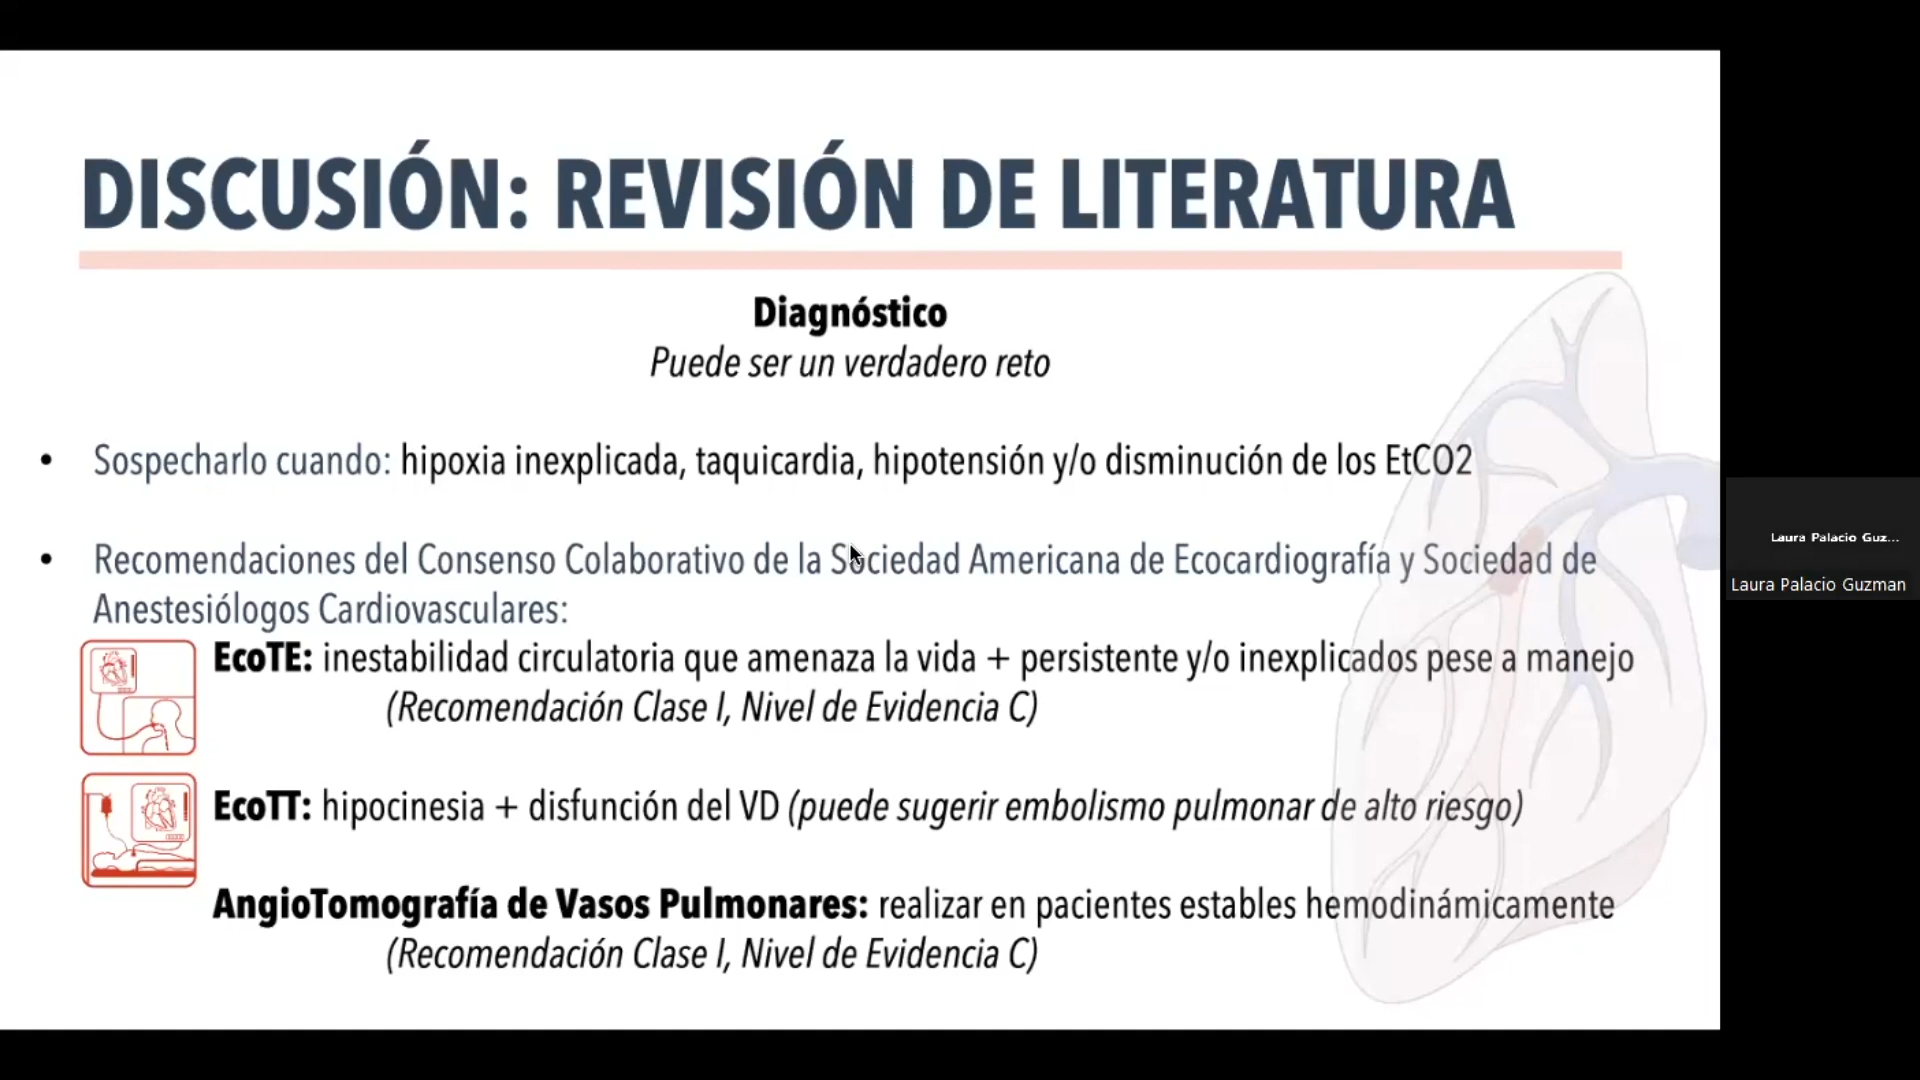 DISCUSIÓN: REVISIÓN DE LITERATURA
Diagnóstico
Puede ser un verdadero reto
• Sospecharlo cuando: hipoxia inexplicada, taquicardia, hipotensión y/o disminución de los EtCO2
• Recomendaciones del Consenso Colaborativo de la Sociedad Americana de Ecocardiografía y Sociedad de
Anestesiólogos Cardiovasculares:
EcoTE: inestabilidad circulatoria que amenaza la vida + persistente y/o inexplicados pese a manejo
(Recomendación Clase I, Nivel de Evidencia C)
EcoTT: hipocinesia + disfunción del VD (puede sugerir embolismo pulmonar de alto riesgo)
AngioTomografía de Vasos Pulmonares: realizar en pacientes estables hemodinámicamente
(Recomendación Clase I, Nivel de Evidencia C)
Laura Palacio Guz...
Laura Palacio Guzman